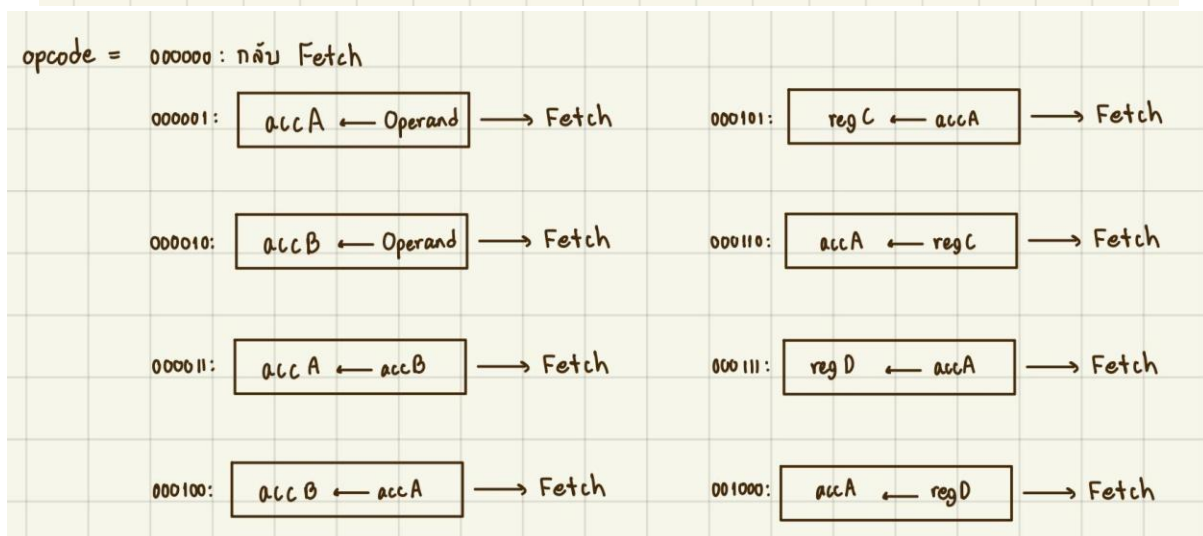 opcode = 000000: กลับ Fetch
000001: accA ← Operand → Fetch
000010: accB ← Operand → Fetch
000011: accA ← accB → Fetch
000100: accB ← accA → Fetch
000101: regC ← accA → Fetch
000110: accA ← regC → Fetch
000111: regD ← accA → Fetch
001000: accA ← regD → Fetch